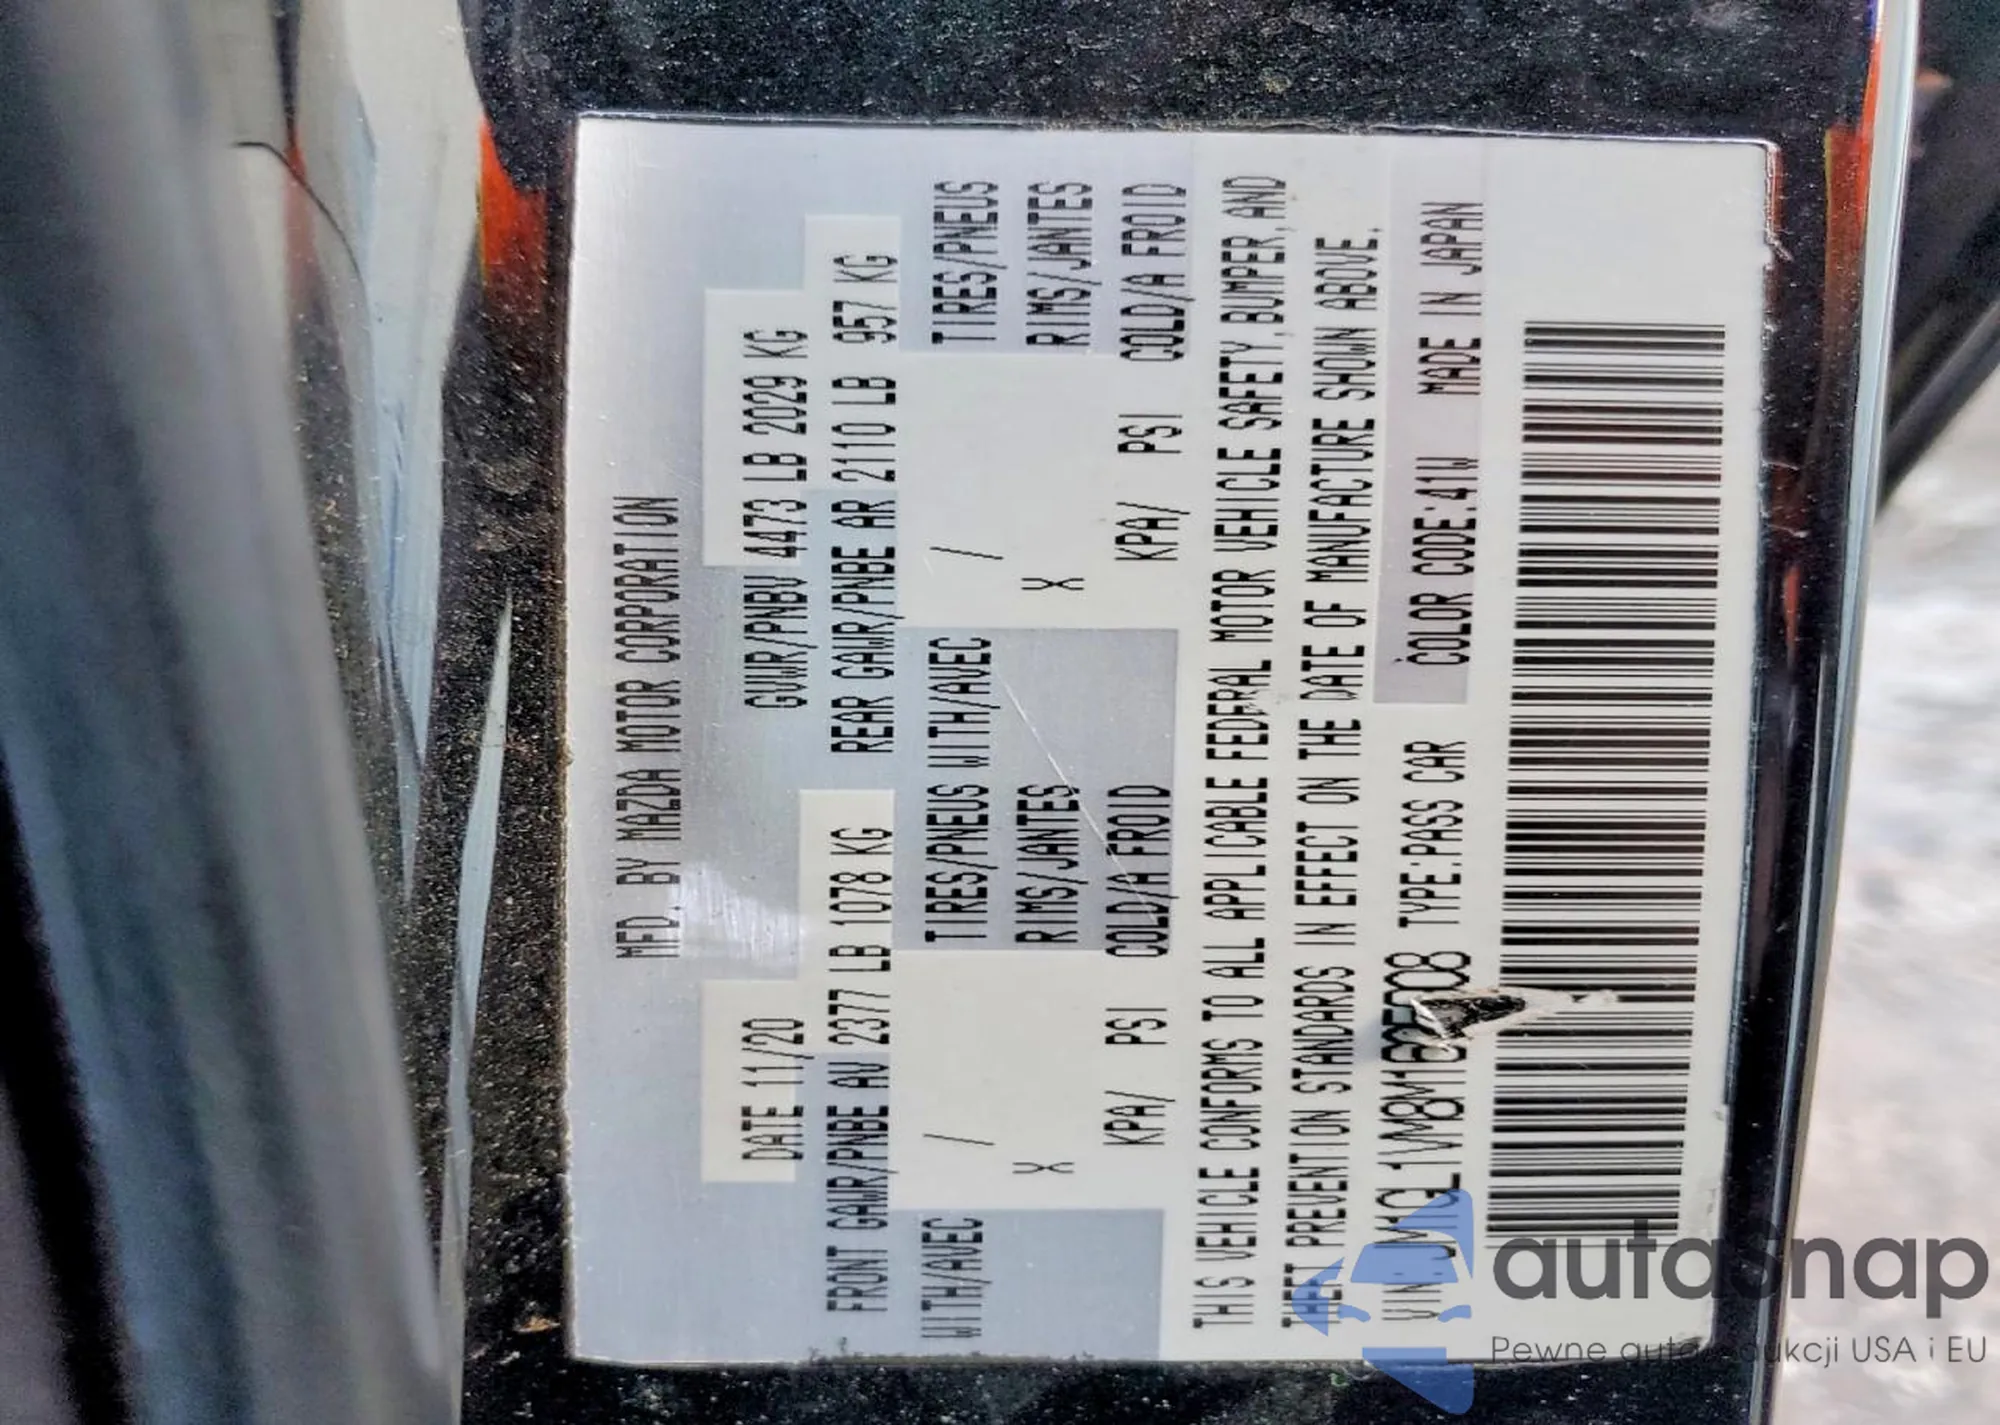 MFD. BY MAZDA MOTOR CORPORATION
DATE 11/20 GVWR/PNBV 4473 LB 2029 KG
FRONT GAWR/PNBE AV 2377 LB 1078 KG REAR GAWR/PNBE AR 2110 LB 957 KG
WITH/AVEC / TIRES/PNEUS WITH/AVEC / TIRES/PNEUS
X RIMS/JANTES X RIMS/JANTES
KPA/ PSI COLD/A FROID KPA/ PSI COLD/A FROID
THIS VEHICLE CONFORMS TO ALL APPLICABLE FEDERAL MOTOR VEHICLE SAFETY, BUMPER, AND
THEFT PREVENTION STANDARDS IN EFFECT ON THE DATE OF MANUFACTURE SHOWN ABOVE.
VIN: TYPE:PASS CAR COLOR CODE:41W MADE IN JAPAN
autosnap
Pewne auta z aukcji USA i EU